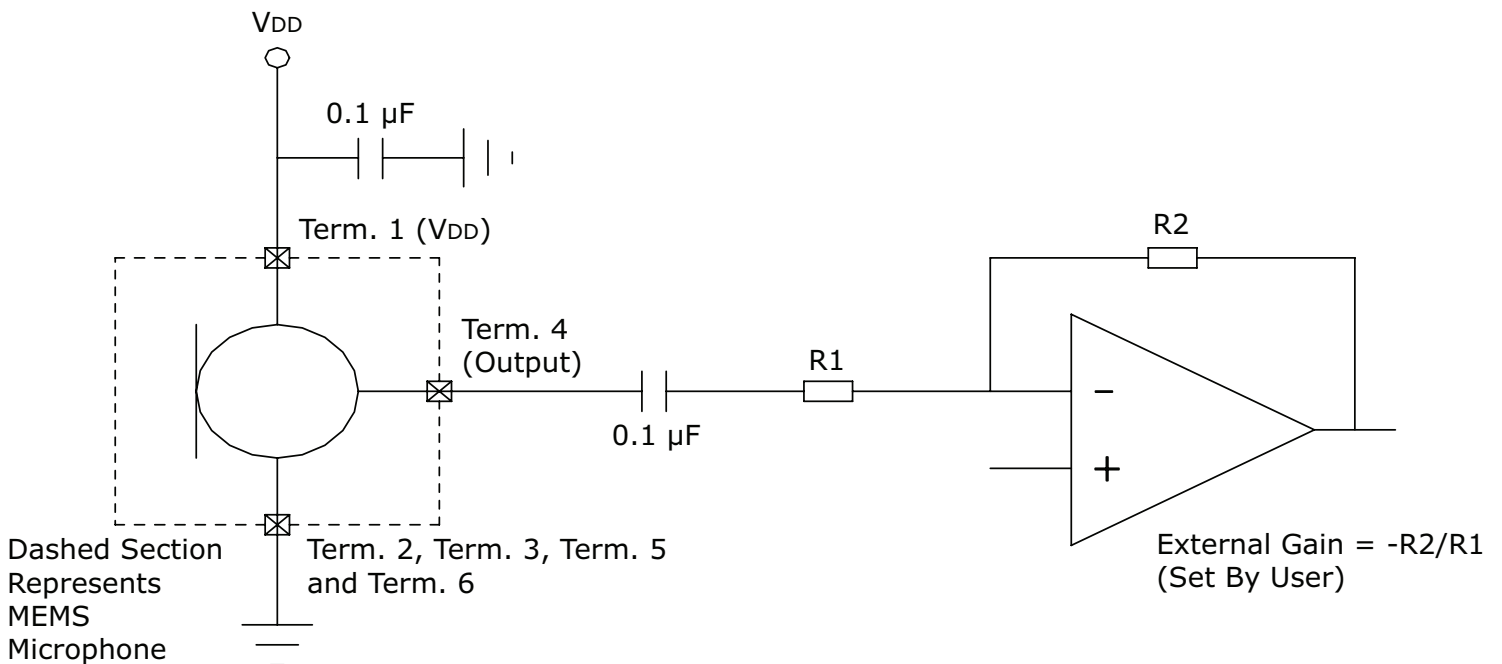 VDD
0.1 µF
Term. 1 (VDD)
R2
Term. 4
(Output)
R1
0.1 µF
−
+
Dashed Section
Represents
MEMS
Microphone
Term. 2, Term. 3, Term. 5
and Term. 6
External Gain = -R2/R1
(Set By User)